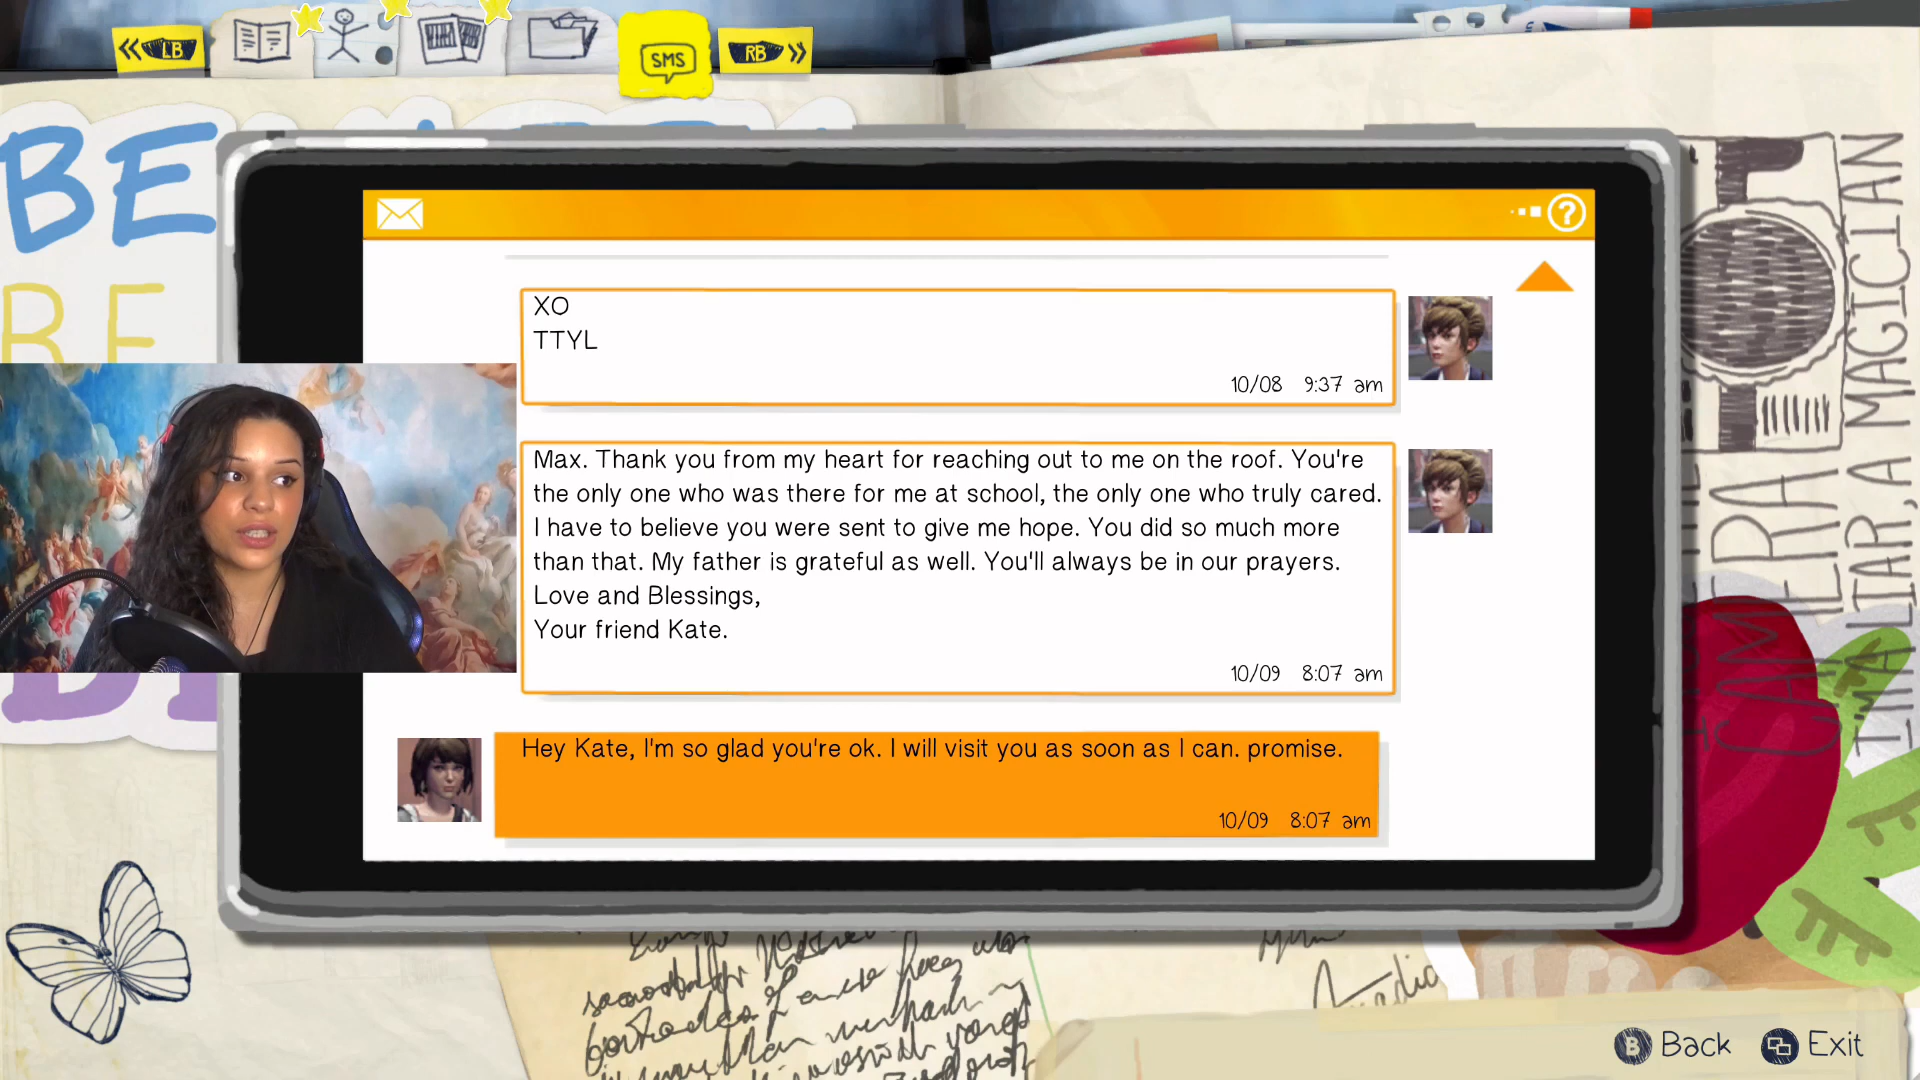 LB
SMS
RB
BE
BE
?
XO
TTYL
10/08 9:37 am
Max. Thank you from my heart for reaching out to me on the roof. You're
the only one who was there for me at school, the only one who truly cared.
I have to believe you were sent to give me hope. You did so much more
than that. My father is grateful as well. You'll always be in our prayers.
Love and Blessings,
Your friend Kate.
10/09 8:07 am
Hey Kate, I'm so glad you're ok. I will visit you as soon as I can. promise.
10/09 8:07 am
CAMERA
LIAR, A MAGICIAN
B Back
Exit